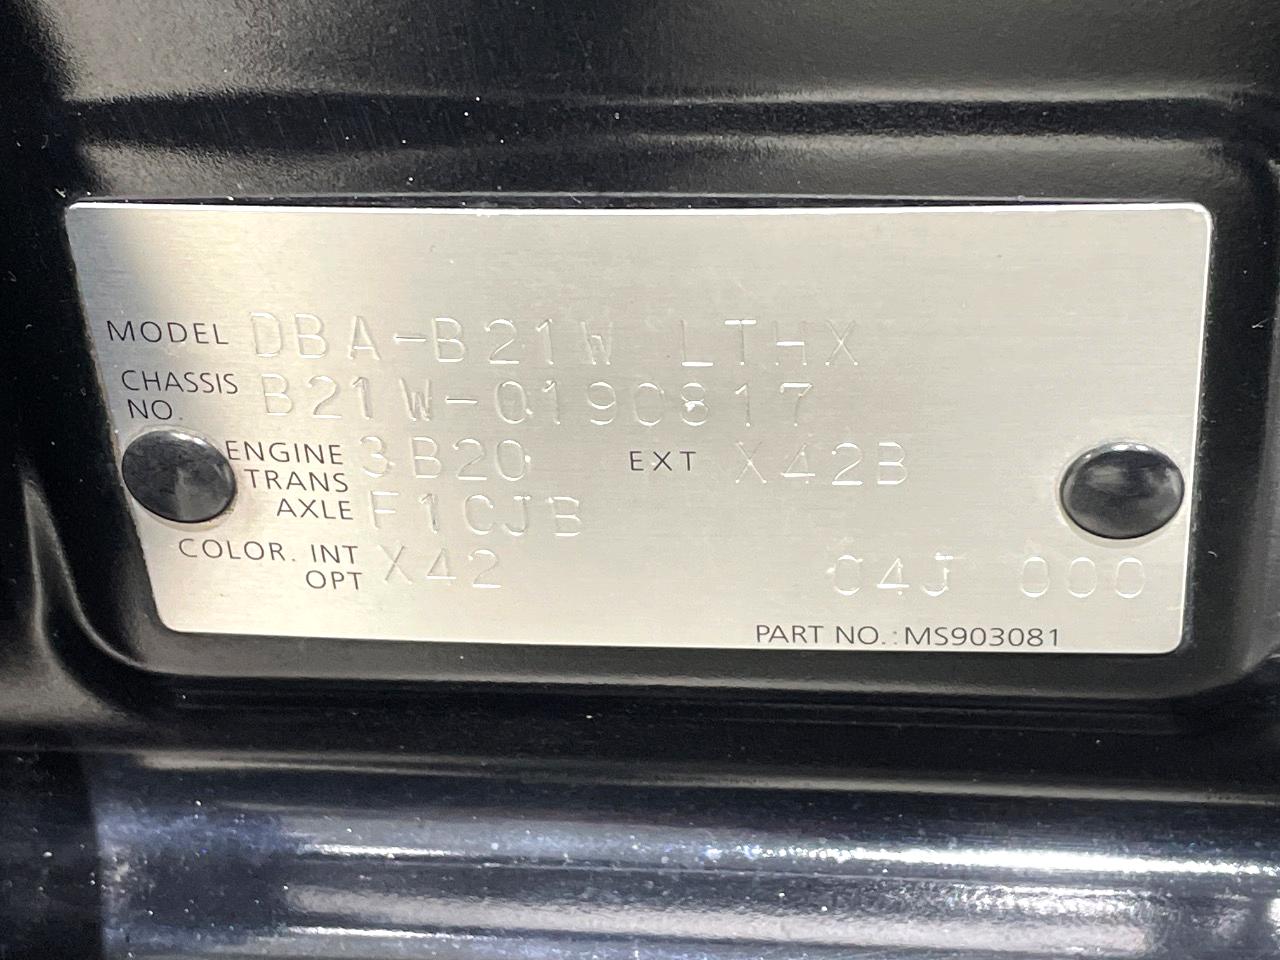 MODEL DBA-B21W LTHX
CHASSIS NO. B21W-0190817
ENGINE 3B20 EXT X42B
TRANS AXLE F1CJB
COLOR. INT OPT X42 C4J 000
PART NO.: MS903081